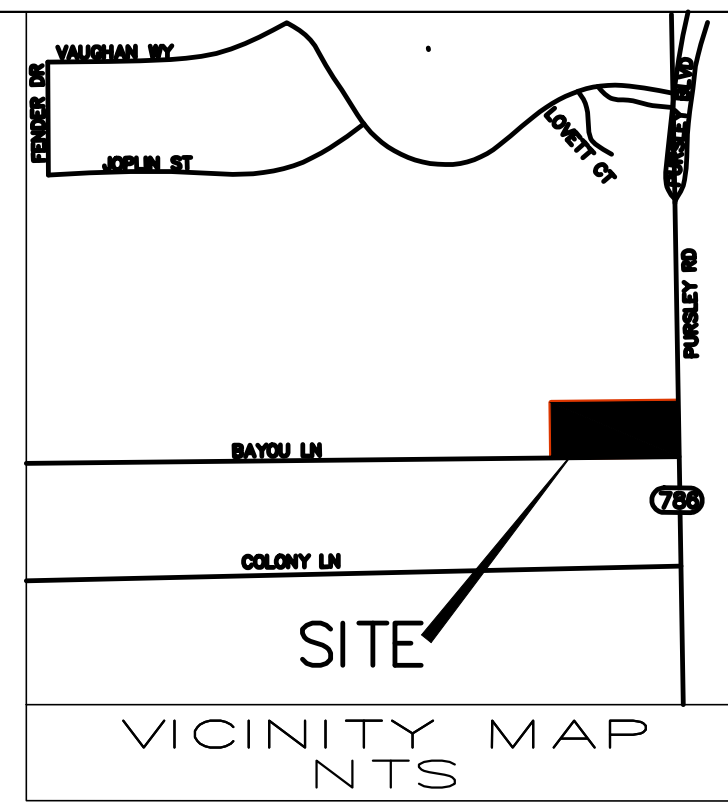 VAUGHAN WY
FENDER DR
JOPLIN ST
LOVETT CT
PURSLEY BLVD
PURSLEY RD
BAYOU LN
786
COLONY LN
SITE
VICINITY MAP
NTS